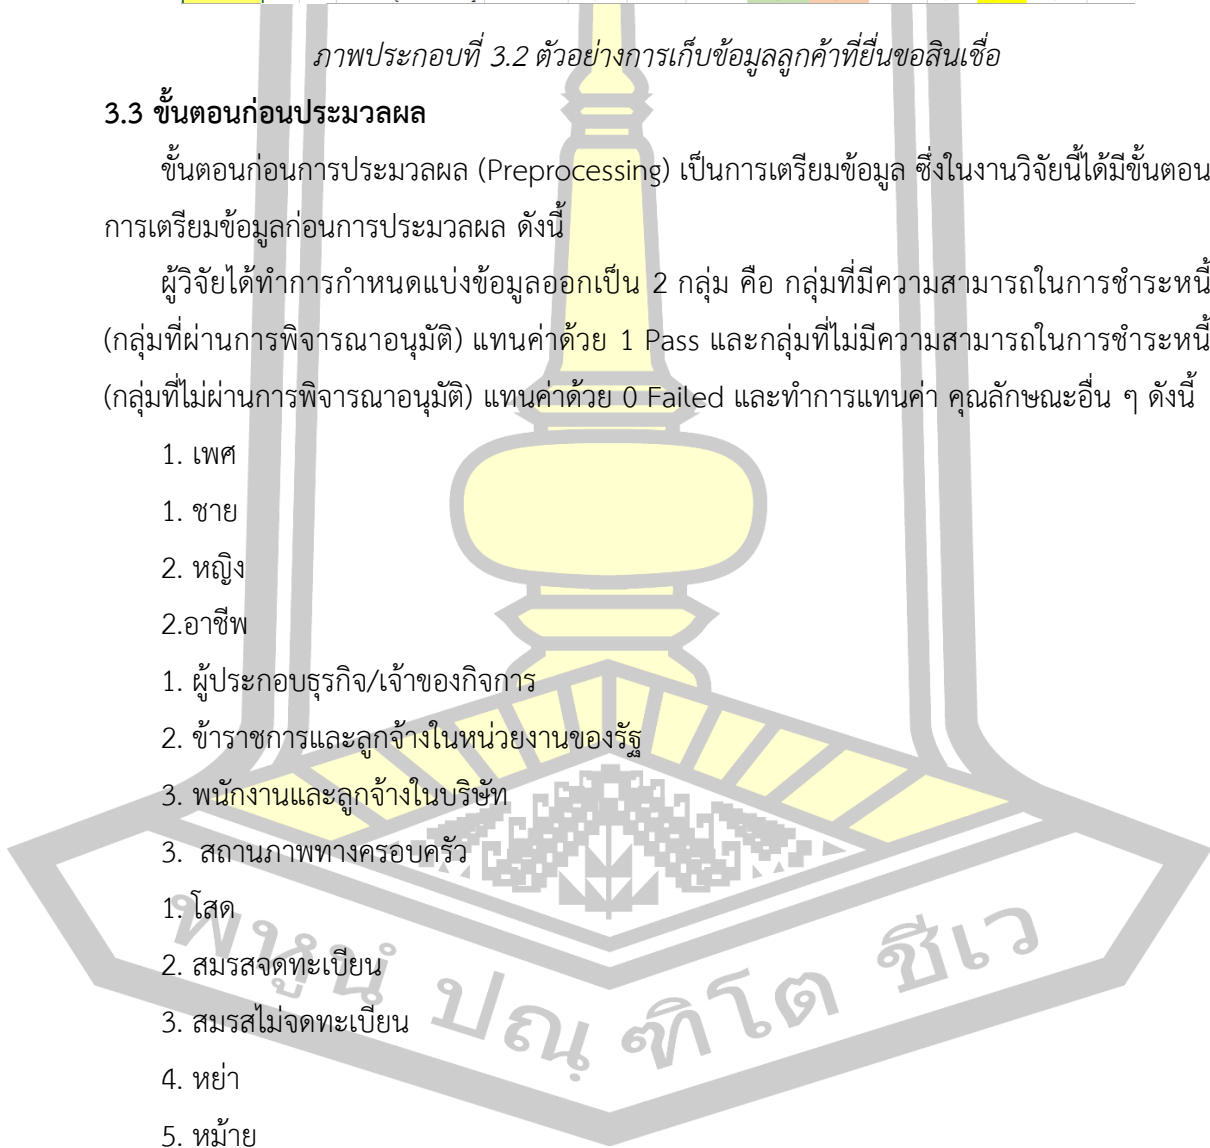 ภาพประกอบที่ 3.2 ตัวอย่างการเก็บข้อมูลลูกค้าที่ยื่นขอสินเชื่อ
3.3 ขั้นตอนก่อนประมวลผล
ขั้นตอนก่อนการประมวลผล (Preprocessing) เป็นการเตรียมข้อมูล ซึ่งในงานวิจัยนี้ได้มีขั้นตอน
การเตรียมข้อมูลก่อนการประมวลผล ดังนี้
ผู้วิจัยได้ทำการกำหนดแบ่งข้อมูลออกเป็น 2 กลุ่ม คือ กลุ่มที่มีความสามารถในการชำระหนี้
(กลุ่มที่ผ่านการพิจารณาอนุมัติ) แทนค่าด้วย 1 Pass และกลุ่มที่ไม่มีความสามารถในการชำระหนี้
(กลุ่มที่ไม่ผ่านการพิจารณาอนุมัติ) แทนค่าด้วย 0 Failed และทำการแทนค่า คุณลักษณะอื่น ๆ ดังนี้
1. เพศ
1. ชาย
2. หญิง
2.อาชีพ
1. ผู้ประกอบธุรกิจ/เจ้าของกิจการ
2. ข้าราชการและลูกจ้างในหน่วยงานของรัฐ
3. พนักงานและลูกจ้างในบริษัท
3. สถานภาพทางครอบครัว
1. โสด
2. สมรสจดทะเบียน
3. สมรสไม่จดทะเบียน
4. หย่า
5. หม้าย
พหูนํ ปณฺฑิโต ชีเว